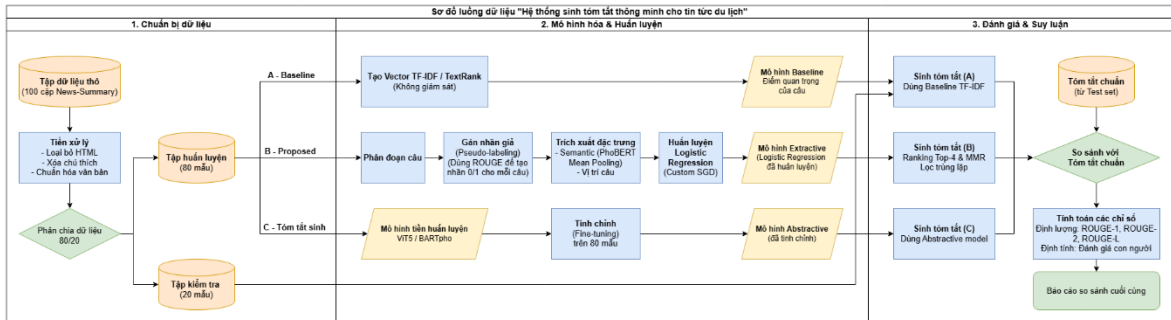 Sơ đồ luồng dữ liệu "Hệ thống sinh tóm tắt thông minh cho tin tức du lịch"
1. Chuẩn bị dữ liệu
2. Mô hình hóa & Huấn luyện
3. Đánh giá & Suy luận
Tập dữ liệu thô
(100 cặp News-Summary)
Tiền xử lý
- Loại bỏ HTML
- Xóa chú thích
- Chuẩn hóa văn bản
Phân chia dữ liệu
80/20
Tập huấn luyện
(80 mẫu)
Tập kiểm tra
(20 mẫu)
A - Baseline
Tạo Vector TF-IDF / TextRank
(Không giám sát)
Mô hình Baseline
Điểm quan trọng
của câu
B - Proposed
Phân đoạn câu
Gán nhãn giả
(Pseudo-labeling)
(Dùng ROUGE để tạo
nhãn 0/1 cho mỗi câu)
Trích xuất đặc trưng
- Semantic (PhoBERT
Mean Pooling)
- Vị trí câu
Huấn luyện
Logistic
Regression
(Custom SGD)
Mô hình Extractive
(Logistic Regression
đã huấn luyện)
C - Tóm tắt sinh
Mô hình tiền huấn luyện
ViT5 / BARTpho
Tinh chỉnh
(Fine-tuning)
trên 80 mẫu
Mô hình Abstractive
(đã tinh chỉnh)
Sinh tóm tắt (A)
Dùng Baseline TF-IDF
Sinh tóm tắt (B)
Ranking Top-4 & MMR
Lọc trùng lặp
Sinh tóm tắt (C)
Dùng Abstractive model
Tóm tắt chuẩn
(từ Test set)
So sánh với
Tóm tắt chuẩn
Tính toán các chỉ số
Định lượng: ROUGE-1, ROUGE-
2, ROUGE-L
Định tính: Đánh giá con người
Báo cáo so sánh cuối cùng